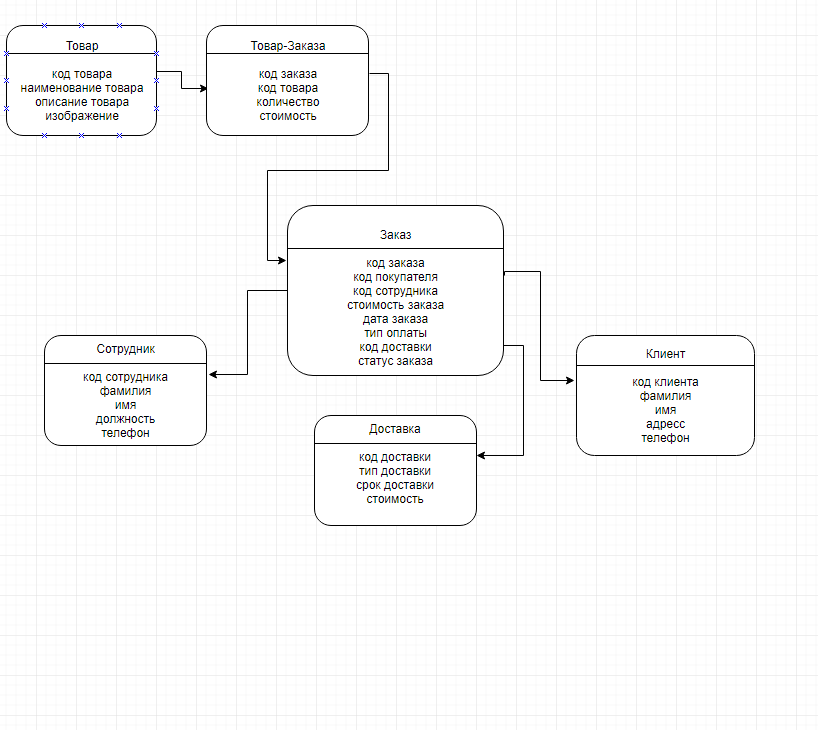 Товар
код товара
наименование товара
описание товара
изображение
Товар-Заказа
код заказа
код товара
количество
стоимость
Заказ
код заказа
код покупателя
код сотрудника
стоимость заказа
дата заказа
тип оплаты
код доставки
статус заказа
Сотрудник
код сотрудника
фамилия
имя
должность
телефон
Доставка
код доставки
тип доставки
срок доставки
стоимость
Клиент
код клиента
фамилия
имя
адресс
телефон